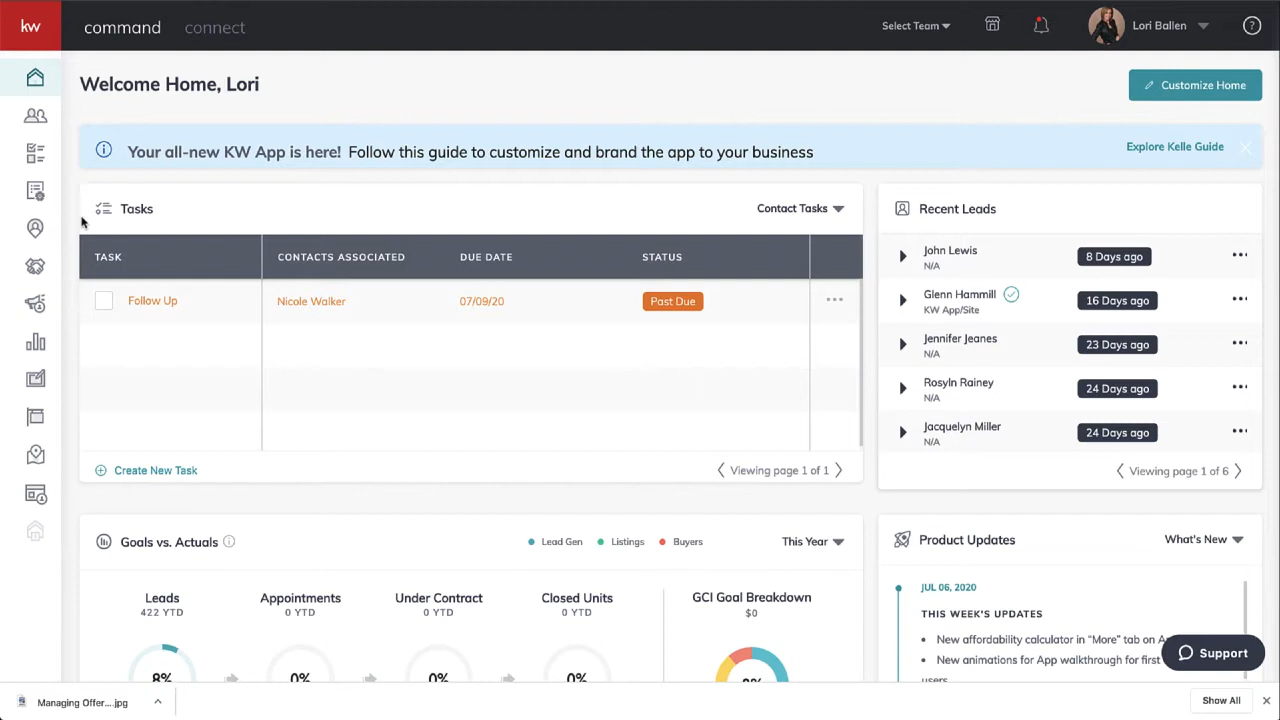 kw
command
connect
Select Team
Lori Ballen
Welcome Home, Lori
Customize Home
Your all-new KW App is here! Follow this guide to customize and brand the app to your business
Explore Kelle Guide
Tasks
Contact Tasks
TASK
CONTACTS ASSOCIATED
DUE DATE
STATUS
Follow Up
Nicole Walker
07/09/20
Past Due
Create New Task
Viewing page 1 of 1
Recent Leads
John Lewis
N/A
8 Days ago
Glenn Hammill
KW App/Site
16 Days ago
Jennifer Jeanes
N/A
23 Days ago
Rosyln Rainey
N/A
24 Days ago
Jacquelyn Miller
N/A
24 Days ago
Viewing page 1 of 6
Goals vs. Actuals
Lead Gen
Listings
Buyers
This Year
Leads
422 YTD
8%
Appointments
0 YTD
0%
Under Contract
0 YTD
0%
Closed Units
0 YTD
0%
GCI Goal Breakdown
$0
Product Updates
What's New
JUL 06, 2020
THIS WEEK'S UPDATES
New affordability calculator in "More" tab on
New animations for App walkthrough for first
users
Support
Managing Offer....jpg
Show All